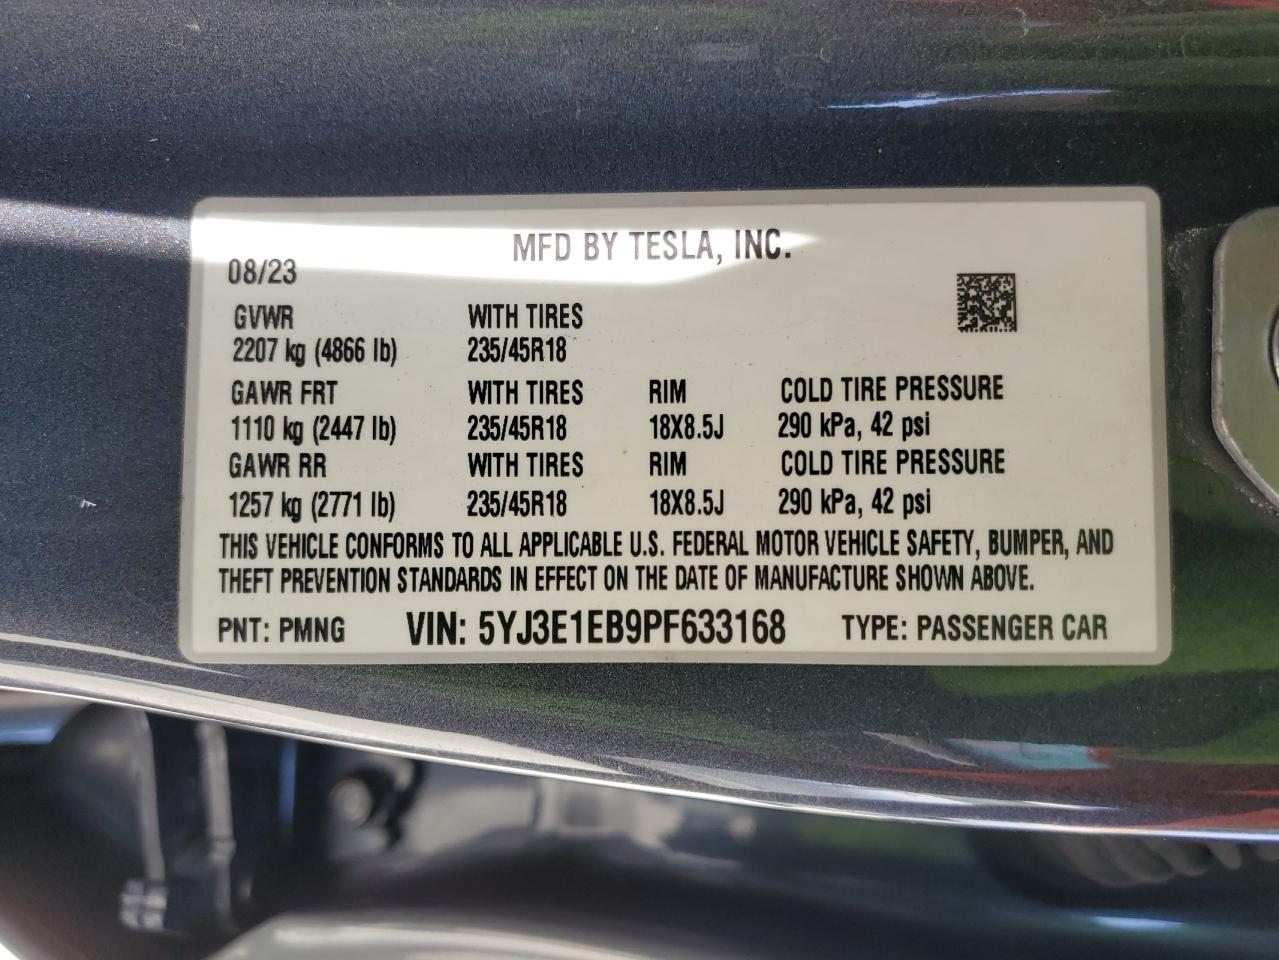 MFD BY TESLA, INC.
08/23
GVWR WITH TIRES
2207 kg (4866 lb) 235/45R18
GAWR FRT WITH TIRES RIM COLD TIRE PRESSURE
1110 kg (2447 lb) 235/45R18 18X8.5J 290 kPa, 42 psi
GAWR RR WITH TIRES RIM COLD TIRE PRESSURE
1257 kg (2771 lb) 235/45R18 18X8.5J 290 kPa, 42 psi
THIS VEHICLE CONFORMS TO ALL APPLICABLE U.S. FEDERAL MOTOR VEHICLE SAFETY, BUMPER, AND
THEFT PREVENTION STANDARDS IN EFFECT ON THE DATE OF MANUFACTURE SHOWN ABOVE.
PNT: PMNG VIN: 5YJ3E1EB9PF633168 TYPE: PASSENGER CAR